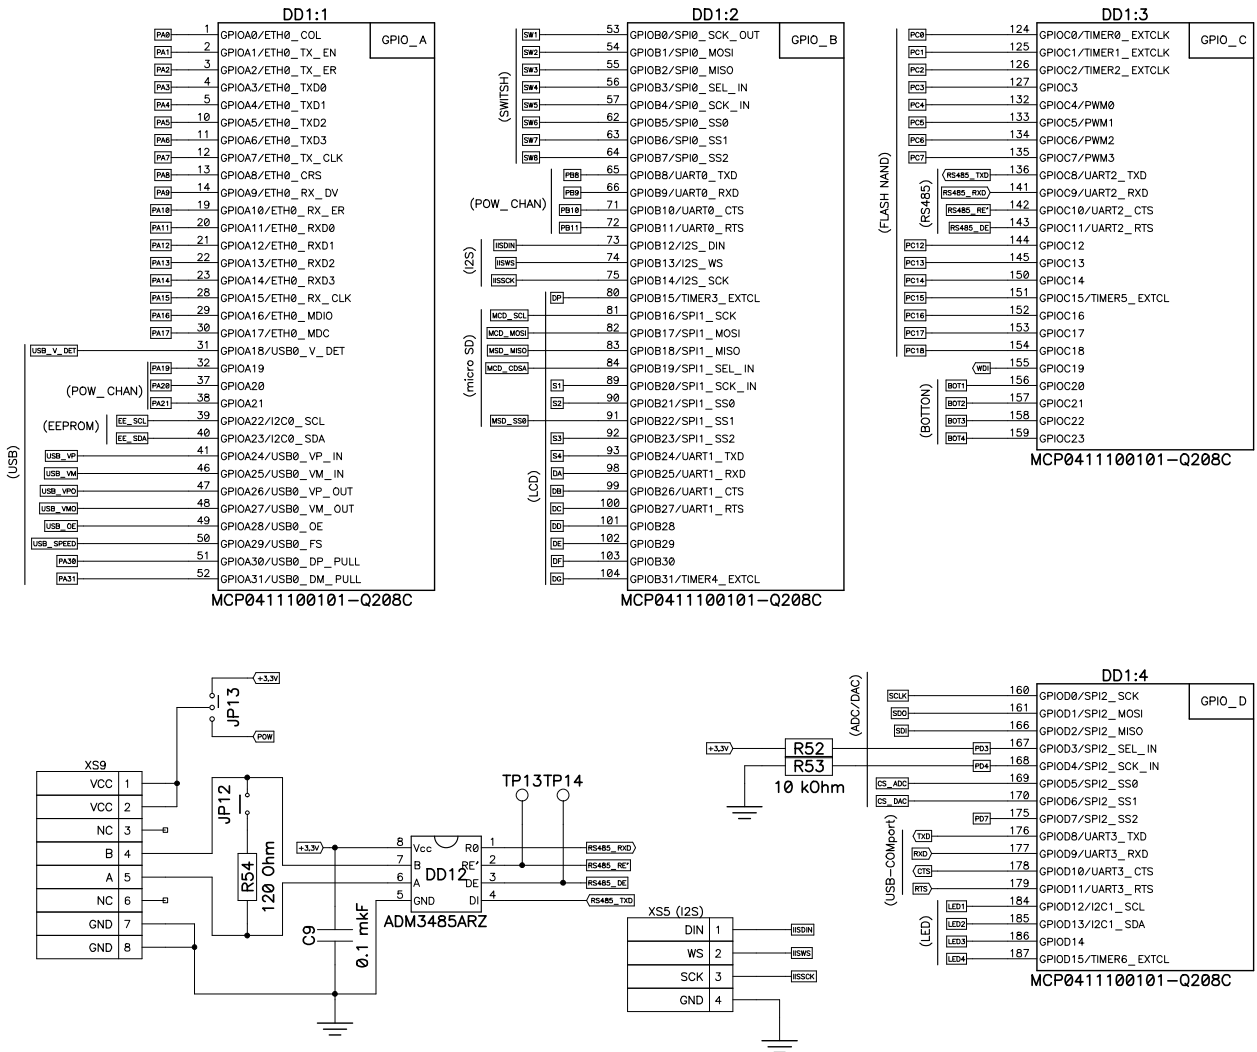 DD1:1
GPIO_A
PA0 1 GPIOA0/ETH0_COL
PA1 2 GPIOA1/ETH0_TX_EN
PA2 3 GPIOA2/ETH0_TX_ER
PA3 4 GPIOA3/ETH0_TXD0
PA4 5 GPIOA4/ETH0_TXD1
PA5 10 GPIOA5/ETH0_TXD2
PA6 11 GPIOA6/ETH0_TXD3
PA7 12 GPIOA7/ETH0_TX_CLK
PA8 13 GPIOA8/ETH0_CRS
PA9 14 GPIOA9/ETH0_RX_DV
PA10 19 GPIOA10/ETH0_RX_ER
PA11 20 GPIOA11/ETH0_RXD0
PA12 21 GPIOA12/ETH0_RXD1
PA13 22 GPIOA13/ETH0_RXD2
PA14 23 GPIOA14/ETH0_RXD3
PA15 28 GPIOA15/ETH0_RX_CLK
PA16 29 GPIOA16/ETH0_MDIO
PA17 30 GPIOA17/ETH0_MDC
USB_V_DET 31 GPIOA18/USB0_V_DET
PA19 32 GPIOA19
PA20 37 GPIOA20
PA21 38 GPIOA21
EE_SCL 39 GPIOA22/I2C0_SCL
EE_SDA 40 GPIOA23/I2C0_SDA
USB_VP 41 GPIOA24/USB0_VP_IN
USB_VM 46 GPIOA25/USB0_VM_IN
USB_VPO 47 GPIOA26/USB0_VP_OUT
USB_VMO 48 GPIOA27/USB0_VM_OUT
USB_OE 49 GPIOA28/USB0_OE
USB_SPEED 50 GPIOA29/USB0_FS
PA30 51 GPIOA30/USB0_DP_PULL
PA31 52 GPIOA31/USB0_DM_PULL
(POW_CHAN)
(EEPROM)
(USB)
MCP0411100101-Q208C
DD1:2
GPIO_B
SW1 53 GPIOB0/SPI0_SCK_OUT
SW2 54 GPIOB1/SPI0_MOSI
SW3 55 GPIOB2/SPI0_MISO
SW4 56 GPIOB3/SPI0_SEL_IN
SW5 57 GPIOB4/SPI0_SCK_IN
SW6 62 GPIOB5/SPI0_SS0
SW7 63 GPIOB6/SPI0_SS1
SW8 64 GPIOB7/SPI0_SS2
PB8 65 GPIOB8/UART0_TXD
PB9 66 GPIOB9/UART0_RXD
PB10 71 GPIOB10/UART0_CTS
PB11 72 GPIOB11/UART0_RTS
IISDIN 73 GPIOB12/I2S_DIN
IISWS 74 GPIOB13/I2S_WS
IISSCK 75 GPIOB14/I2S_SCK
DP 80 GPIOB15/TIMER3_EXTCL
MCD_SCL 81 GPIOB16/SPI1_SCK
MCD_MOSI 82 GPIOB17/SPI1_MOSI
MSD_MISO 83 GPIOB18/SPI1_MISO
MCD_CDSA 84 GPIOB19/SPI1_SEL_IN
S1 89 GPIOB20/SPI1_SCK_IN
S2 90 GPIOB21/SPI1_SS0
MSD_SS0 91 GPIOB22/SPI1_SS1
S3 92 GPIOB23/SPI1_SS2
S4 93 GPIOB24/UART1_TXD
DA 98 GPIOB25/UART1_RXD
DB 99 GPIOB26/UART1_CTS
DC 100 GPIOB27/UART1_RTS
DD 101 GPIOB28
DE 102 GPIOB29
DF 103 GPIOB30
DG 104 GPIOB31/TIMER4_EXTCL
(SWITSH)
(POW_CHAN)
(I2S)
(micro SD)
(LCD)
MCP0411100101-Q208C
DD1:3
GPIO_C
PC0 124 GPIOC0/TIMER0_EXTCLK
PC1 125 GPIOC1/TIMER1_EXTCLK
PC2 126 GPIOC2/TIMER2_EXTCLK
PC3 127 GPIOC3
PC4 132 GPIOC4/PWM0
PC5 133 GPIOC5/PWM1
PC6 134 GPIOC6/PWM2
PC7 135 GPIOC7/PWM3
RS485_TXD 136 GPIOC8/UART2_TXD
RS485_RXD 141 GPIOC9/UART2_RXD
RS485_RE' 142 GPIOC10/UART2_CTS
RS485_DE 143 GPIOC11/UART2_RTS
PC12 144 GPIOC12
PC13 145 GPIOC13
PC14 150 GPIOC14
PC15 151 GPIOC15/TIMER5_EXTCL
PC16 152 GPIOC16
PC17 153 GPIOC17
PC18 154 GPIOC18
WDI 155 GPIOC19
BOT1 156 GPIOC20
BOT2 157 GPIOC21
BOT3 158 GPIOC22
BOT4 159 GPIOC23
(FLASH NAND)
(RS485)
(BOTTON)
MCP0411100101-Q208C
+3,3V
JP13
POW
XS9
VCC 1
VCC 2
NC 3
B 4
A 5
NC 6
GND 7
GND 8
JP12
R54
120 Ohm
+3,3V
C9
0.1 mkF
TP13 TP14
8 Vcc R0 1 RS485_RXD
7 B RE' 2 RS485_RE'
6 A DE 3 RS485_DE
5 GND DI 4 RS485_TXD
DD12
ADM3485ARZ
XS5 (I2S)
DIN 1 IISDIN
WS 2 IISWS
SCK 3 IISSCK
GND 4
+3,3V
R52
R53
10 kOhm
DD1:4
GPIO_D
SCLK 160 GPIOD0/SPI2_SCK
SDO 161 GPIOD1/SPI2_MOSI
SDI 166 GPIOD2/SPI2_MISO
PD3 167 GPIOD3/SPI2_SEL_IN
PD4 168 GPIOD4/SPI2_SCK_IN
CS_ADC 169 GPIOD5/SPI2_SS0
CS_DAC 170 GPIOD6/SPI2_SS1
PD7 175 GPIOD7/SPI2_SS2
TXD 176 GPIOD8/UART3_TXD
RXD 177 GPIOD9/UART3_RXD
CTS 178 GPIOD10/UART3_CTS
RTS 179 GPIOD11/UART3_RTS
LED1 184 GPIOD12/I2C1_SCL
LED2 185 GPIOD13/I2C1_SDA
LED3 186 GPIOD14
LED4 187 GPIOD15/TIMER6_EXTCL
(ADC/DAC)
(USB-COMport)
(LED)
MCP0411100101-Q208C